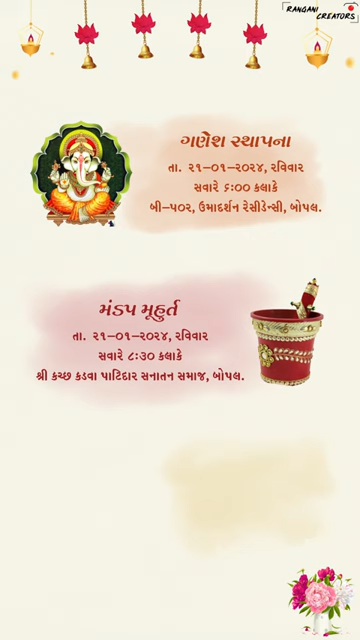 RANGANI
CREATORS
ગણેશ સ્થાપના
તા. ૨૧-૦૧-૨૦૨૪, રવિવાર
સવારે ૬:૦૦ કલાકે
બી-૫૦૨, ઉમાદર્શન રેસીડેન્સી, બોપલ.
મંડપ મૂહુર્ત
તા. ૨૧-૦૧-૨૦૨૪, રવિવાર
સવારે ૮:૩૦ કલાકે
શ્રી કચ્છ કડવા પાટિદાર સનાતન સમાજ, બોપલ.